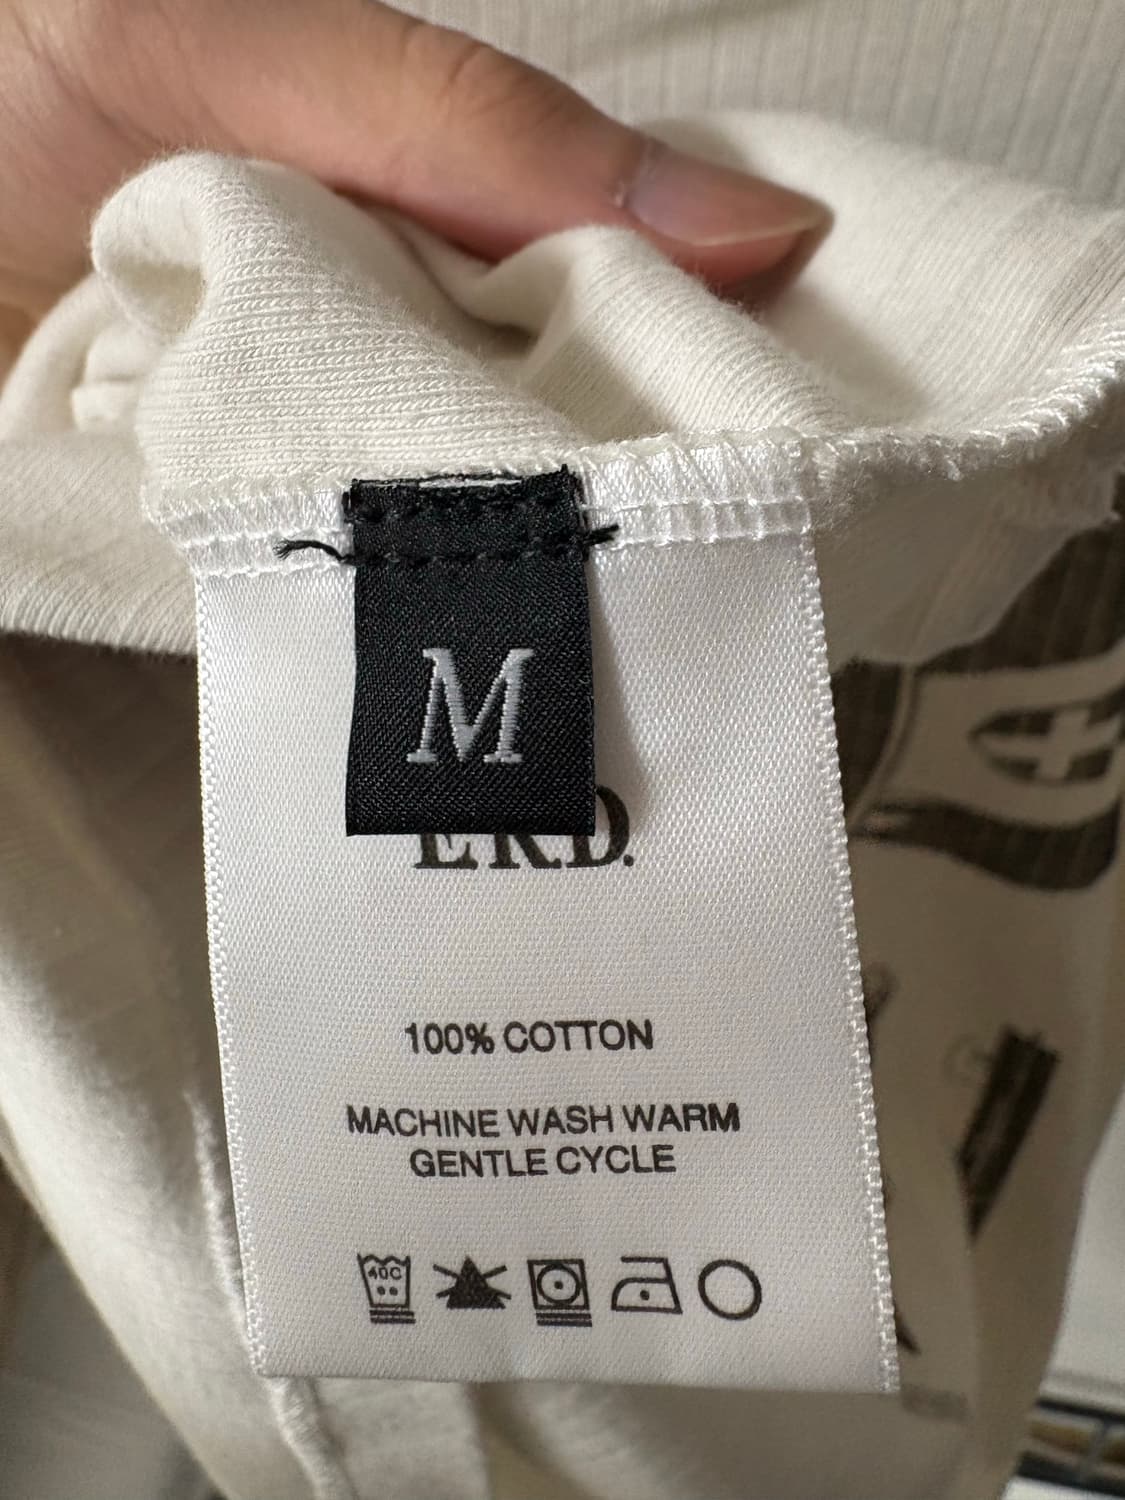 M
E.R.D.
100% COTTON
MACHINE WASH WARM
GENTLE CYCLE
40C